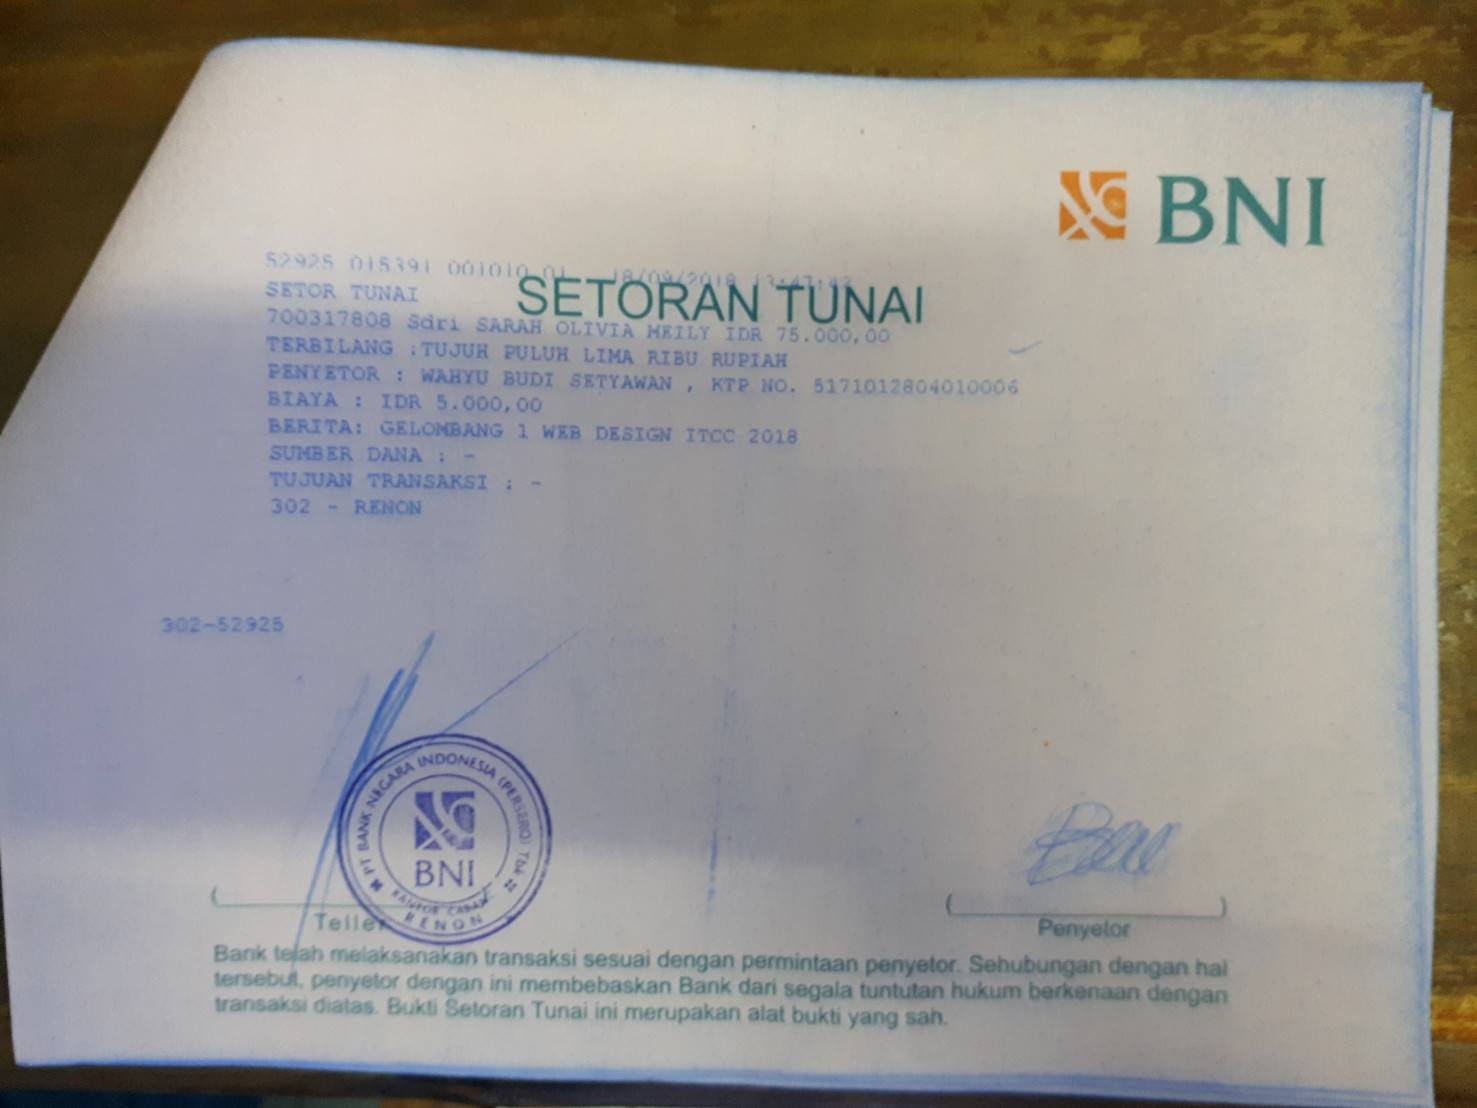 BNI
52925 015391 001010 01 18/09/2018 13:47:42
SETORAN TUNAI
SETOR TUNAI
700317808 Sdri SARAH OLIVIA MEILY IDR 75.000,00
TERBILANG :TUJUH PULUH LIMA RIBU RUPIAH
PENYETOR : WAHYU BUDI SETYAWAN , KTP NO. 5171012804010006
BIAYA : IDR 5.000,00
BERITA: GELOMBANG 1 WEB DESIGN ITCC 2018
SUMBER DANA : -
TUJUAN TRANSAKSI : -
302 - RENON
302-52925
PT BANK NEGARA INDONESIA (PERSERO) Tbk
BNI
KANTOR CABANG
RENON
( Teller
( )
Penyetor
Bank telah melaksanakan transaksi sesuai dengan permintaan penyetor. Sehubungan dengan hal
tersebut, penyetor dengan ini membebaskan Bank dari segala tuntutan hukum berkenaan dengan
transaksi diatas. Bukti Setoran Tunai ini merupakan alat bukti yang sah.